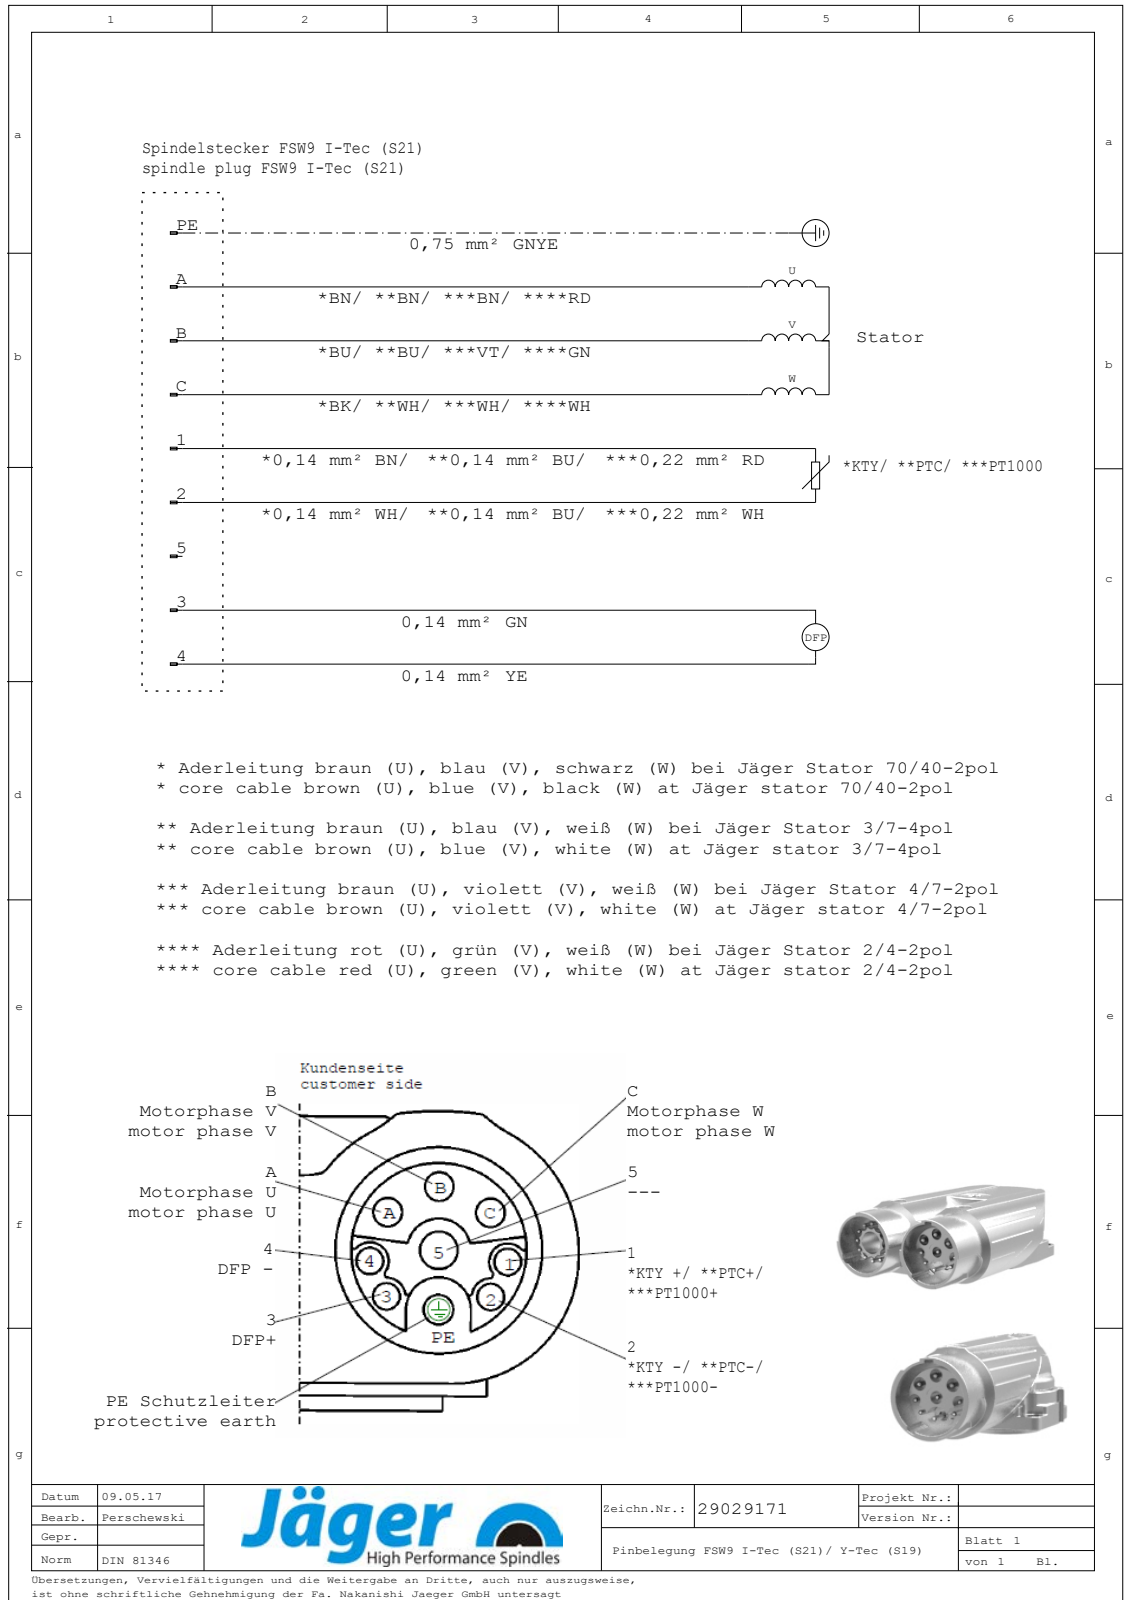 1 2 3 4 5 6
a a
Spindelstecker FSW9 I-Tec (S21)
spindle plug FSW9 I-Tec (S21)
PE
0,75 mm² GNYE
A
U
*BN/ **BN/ ***BN/ ****RD
B
V
Stator
*BU/ **BU/ ***VT/ ****GN
b b
C
W
*BK/ **WH/ ***WH/ ****WH
1
*0,14 mm² BN/ **0,14 mm² BU/ ***0,22 mm² RD
*KTY/ **PTC/ ***PT1000
2
*0,14 mm² WH/ **0,14 mm² BU/ ***0,22 mm² WH
5
c c
3
0,14 mm² GN
DFP
4
0,14 mm² YE
* Aderleitung braun (U), blau (V), schwarz (W) bei Jäger Stator 70/40-2pol
* core cable brown (U), blue (V), black (W) at Jäger stator 70/40-2pol
d d
** Aderleitung braun (U), blau (V), weiß (W) bei Jäger Stator 3/7-4pol
** core cable brown (U), blue (V), white (W) at Jäger stator 3/7-4pol
*** Aderleitung braun (U), violett (V), weiß (W) bei Jäger Stator 4/7-2pol
*** core cable brown (U), violett (V), white (W) at Jäger stator 4/7-2pol
**** Aderleitung rot (U), grün (V), weiß (W) bei Jäger Stator 2/4-2pol
**** core cable red (U), green (V), white (W) at Jäger stator 2/4-2pol
e e
Kundenseite
customer side
B
Motorphase V
motor phase V
C
Motorphase W
motor phase W
A
Motorphase U
motor phase U
5
---
4
DFP -
1
*KTY +/ **PTC+/
***PT1000+
3
DFP+
2
*KTY -/ **PTC-/
***PT1000-
PE Schutzleiter
protective earth
B
A C
5
4 1
3 2
PE
f f
g g
Datum 09.05.17
Bearb. Perschewski
Gepr.
Norm DIN 81346
Jäger
High Performance Spindles
Zeichn.Nr.: 29029171
Projekt Nr.:
Version Nr.:
Pinbelegung FSW9 I-Tec (S21)/ Y-Tec (S19)
Blatt 1
von 1 Bl.
Übersetzungen, Vervielfältigungen und die Weitergabe an Dritte, auch nur auszugsweise,
ist ohne schriftliche Gehnehmigung der Fa. Nakanishi Jaeger GmbH untersagt